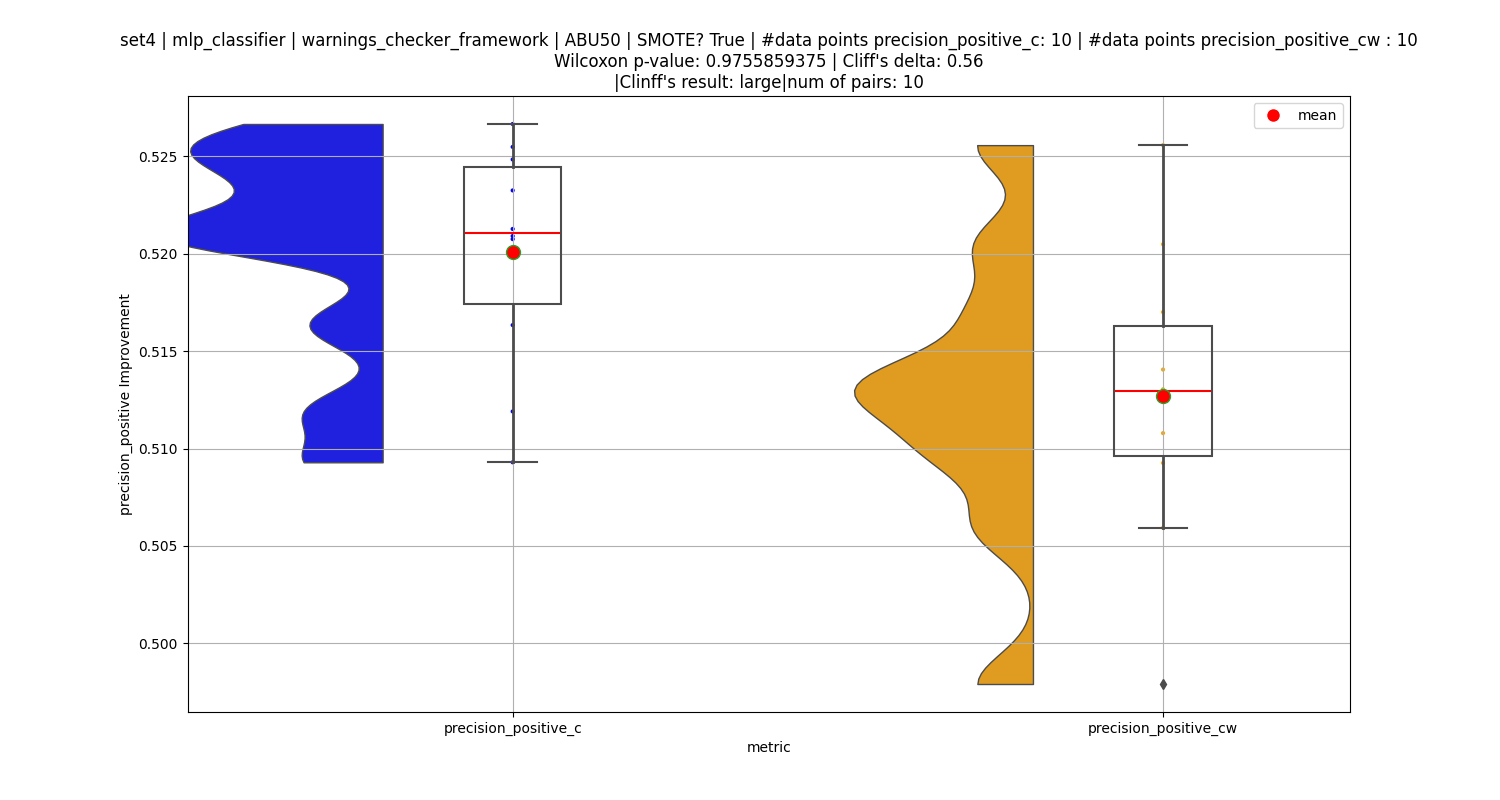 set4 | mlp_classifier | warnings_checker_framework | ABU50 | SMOTE? True | #data points precision_positive_c: 10 | #data points precision_positive_cw : 10
Wilcoxon p-value: 0.9755859375 | Cliff's delta: 0.56
|Clinff's result: large|num of pairs: 10
mean
0.525
0.520
0.515
0.510
0.505
0.500
precision_positive Improvement
precision_positive_c
precision_positive_cw
metric